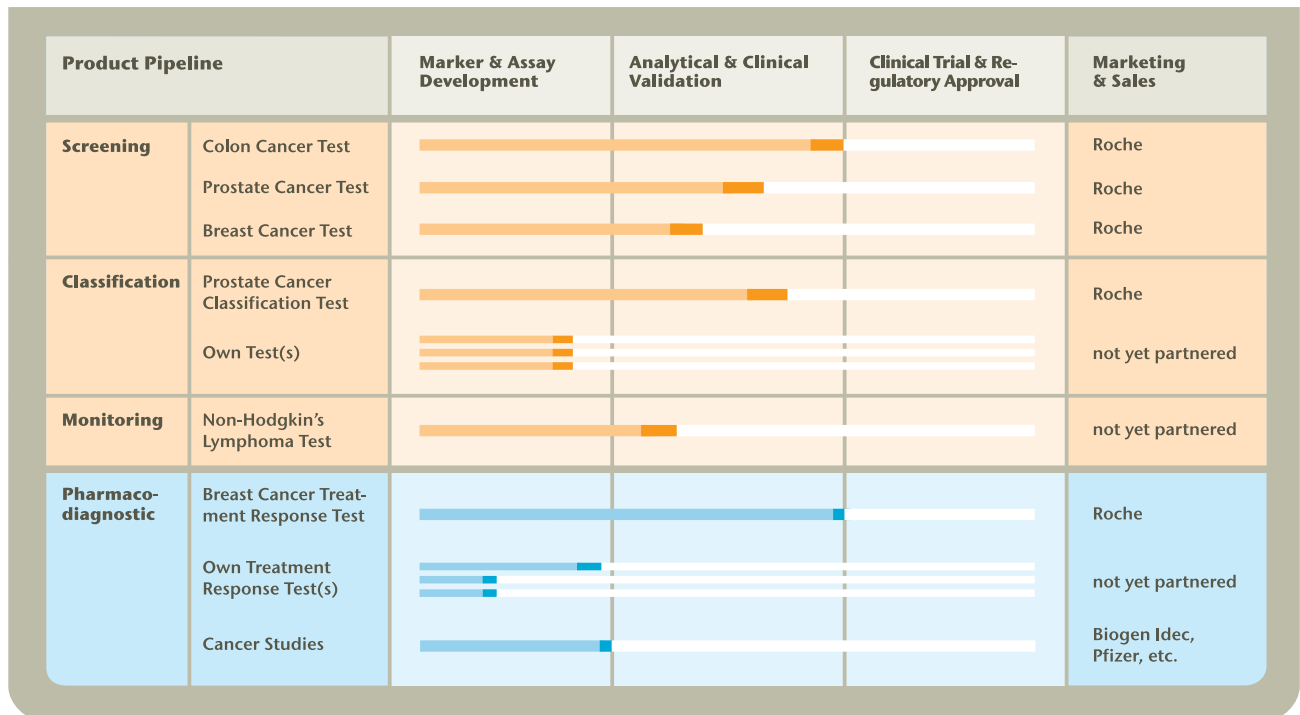 Product Pipeline
Marker & Assay
Development
Analytical & Clinical
Validation
Clinical Trial & Re-
gulatory Approval
Marketing
& Sales
Screening
Colon Cancer Test
Roche
Prostate Cancer Test
Roche
Breast Cancer Test
Roche
Classification
Prostate Cancer
Classification Test
Roche
Own Test(s)
not yet partnered
Monitoring
Non-Hodgkin's
Lymphoma Test
not yet partnered
Pharmaco-
diagnostic
Breast Cancer Treat-
ment Response Test
Roche
Own Treatment
Response Test(s)
not yet partnered
Cancer Studies
Biogen Idec,
Pfizer, etc.